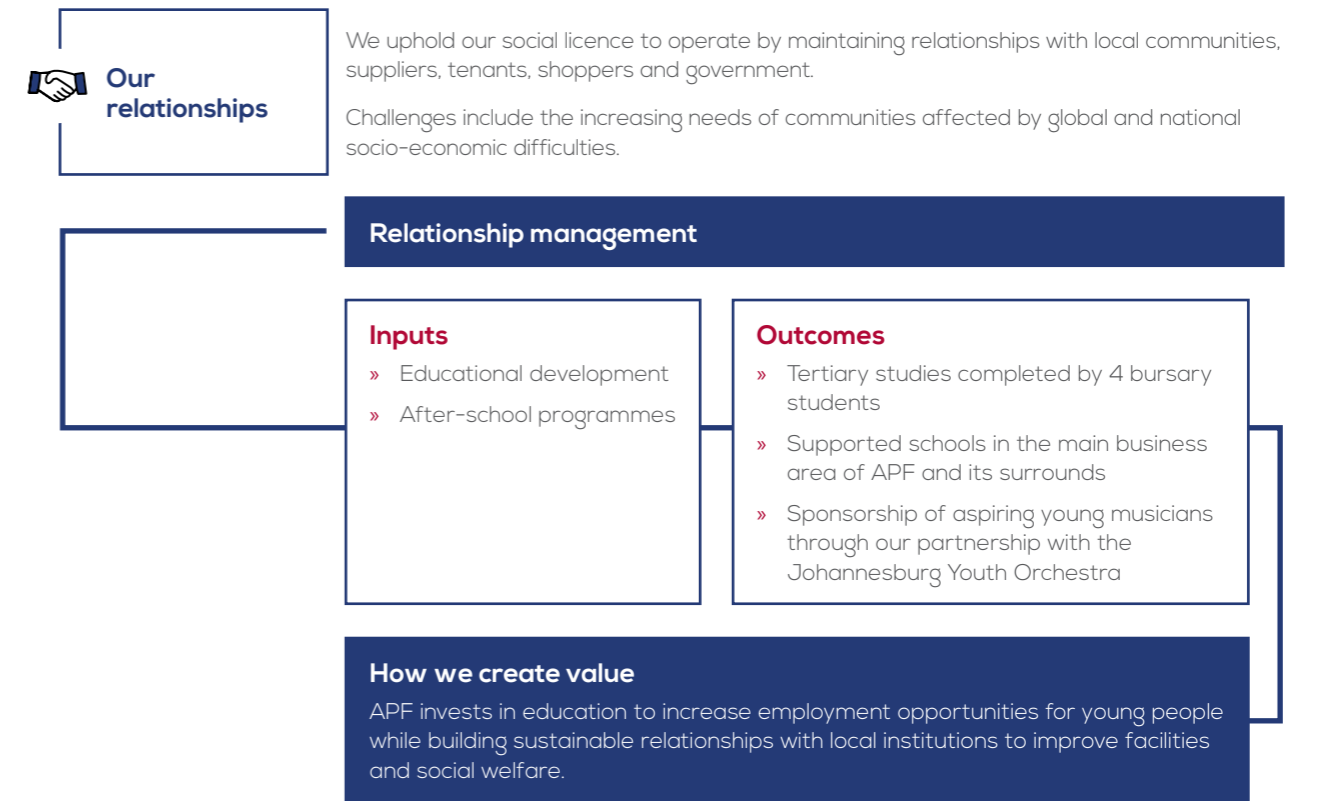 Our
relationships
We uphold our social licence to operate by maintaining relationships with local communities,
suppliers, tenants, shoppers and government.
Challenges include the increasing needs of communities affected by global and national
socio-economic difficulties.
Relationship management
Inputs
» Educational development
» After-school programmes
Outcomes
» Tertiary studies completed by 4 bursary
students
» Supported schools in the main business
area of APF and its surrounds
» Sponsorship of aspiring young musicians
through our partnership with the
Johannesburg Youth Orchestra
How we create value
APF invests in education to increase employment opportunities for young people
while building sustainable relationships with local institutions to improve facilities
and social welfare.